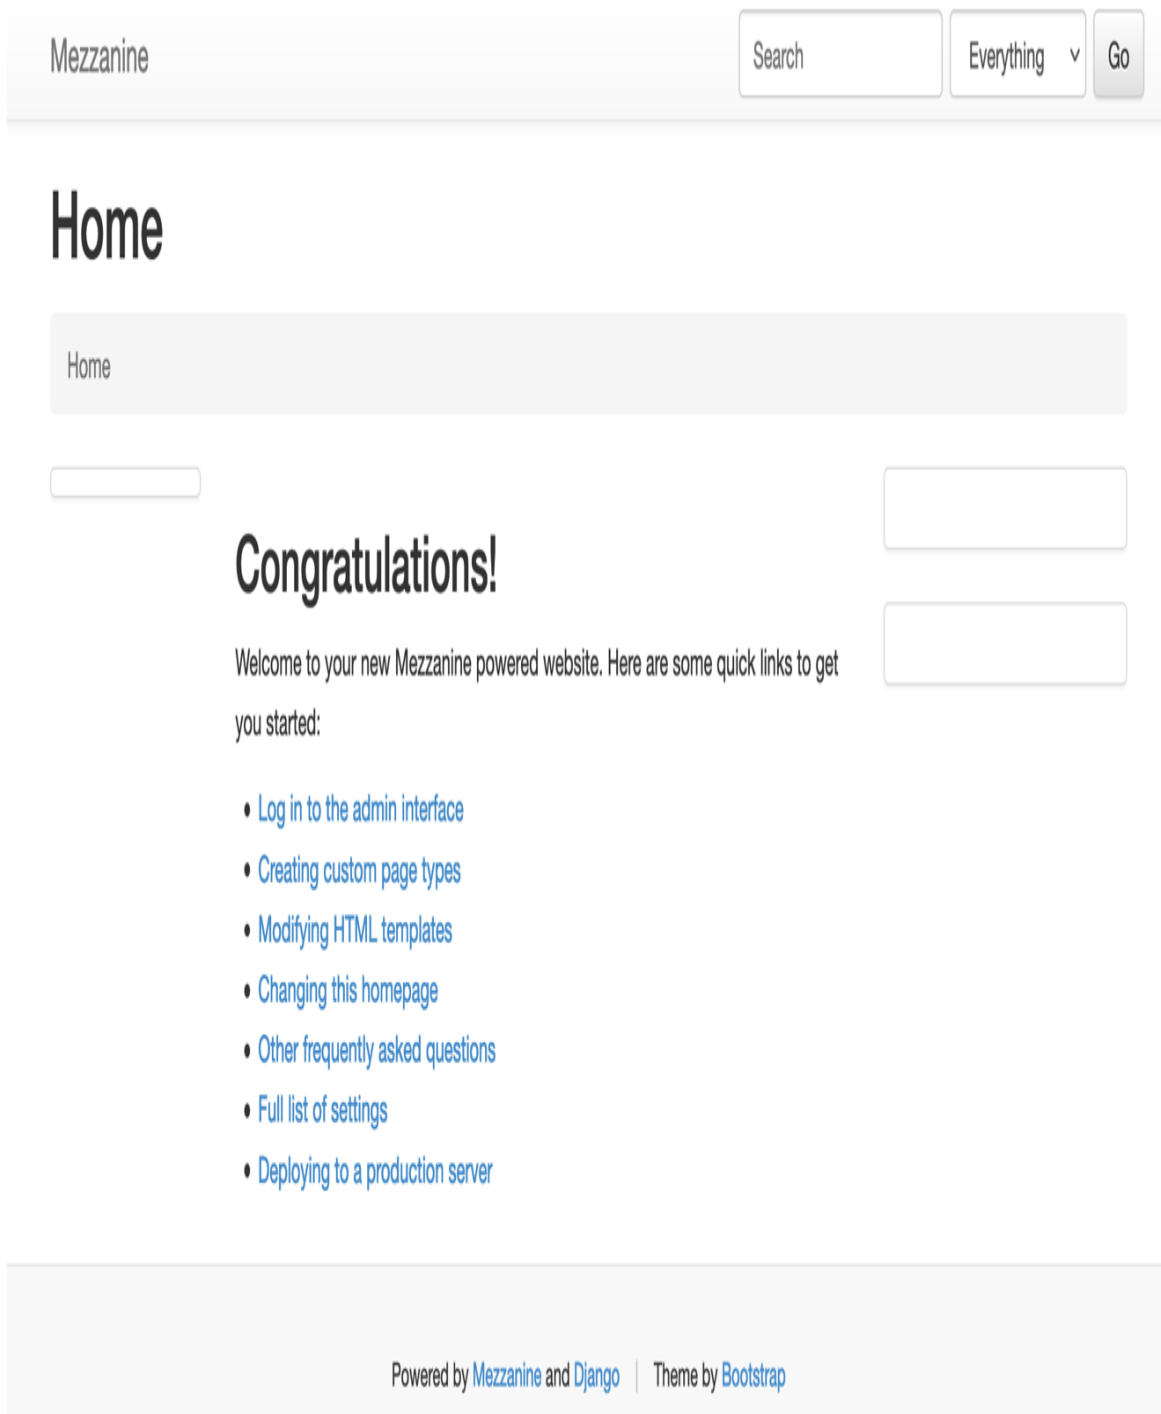 Mezzanine
Search
Everything
Go
Home
Home
Congratulations!
Welcome to your new Mezzanine powered website. Here are some quick links to get
you started:
Log in to the admin interface
Creating custom page types
Modifying HTML templates
Changing this homepage
Other frequently asked questions
Full list of settings
Deploying to a production server
Powered by Mezzanine and Django | Theme by Bootstrap